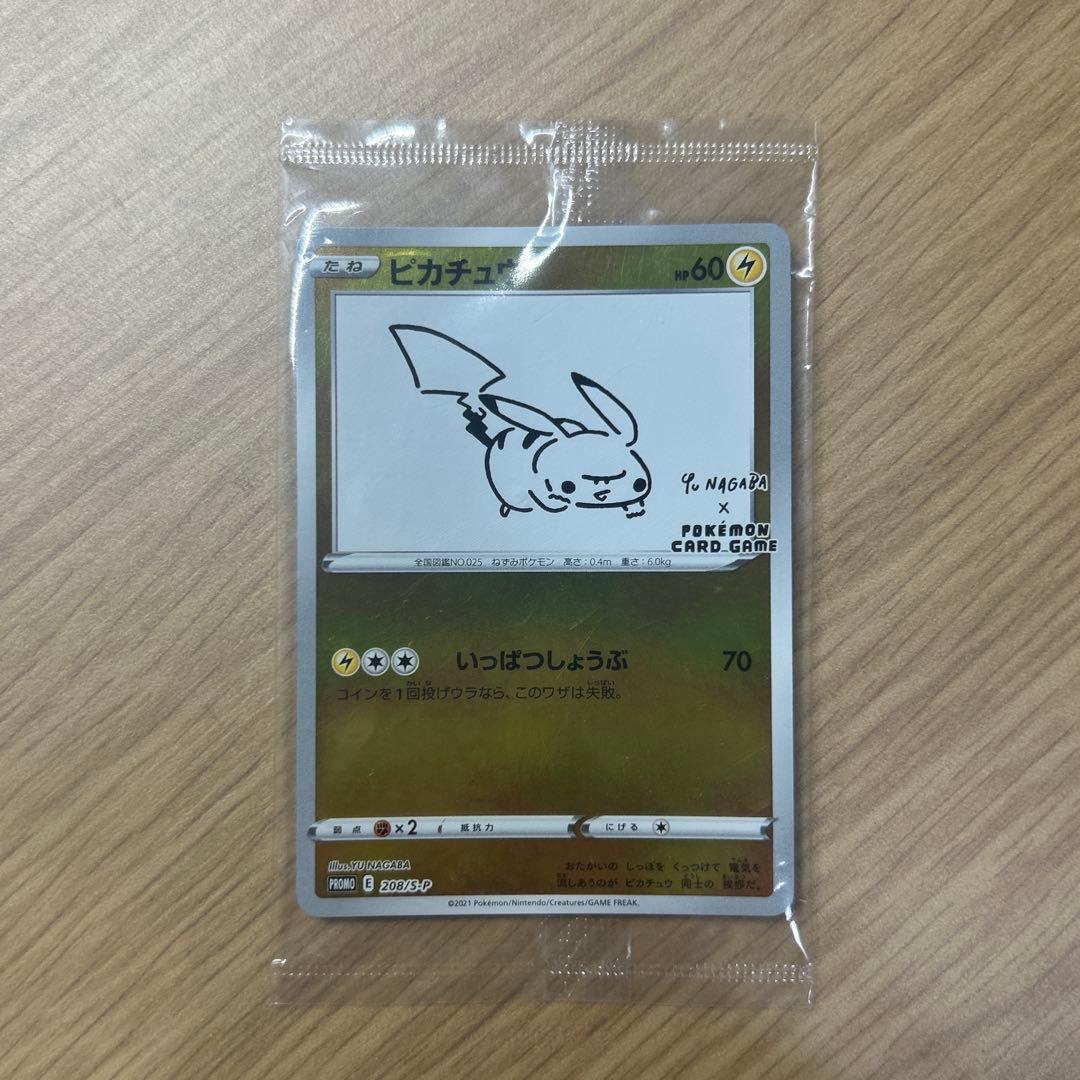 たね ピカチュウ HP60
YU NAGABA
×
POKÉMON
CARD GAME
全国図鑑NO.025 ねずみポケモン 高さ:0.4m 重さ:6.0kg
いっぱつしょうぶ 70
コインを1回投げウラなら、このワザは失敗。
弱点 ×2 抵抗力 にげる
Illus. YU NAGABA
おたがいの しっぽを くっつけて 電気を
PROMO E 208/S-P 流しあうのが ピカチュウ 同士の 挨拶だ。
©2021 Pokémon/Nintendo/Creatures/GAME FREAK.